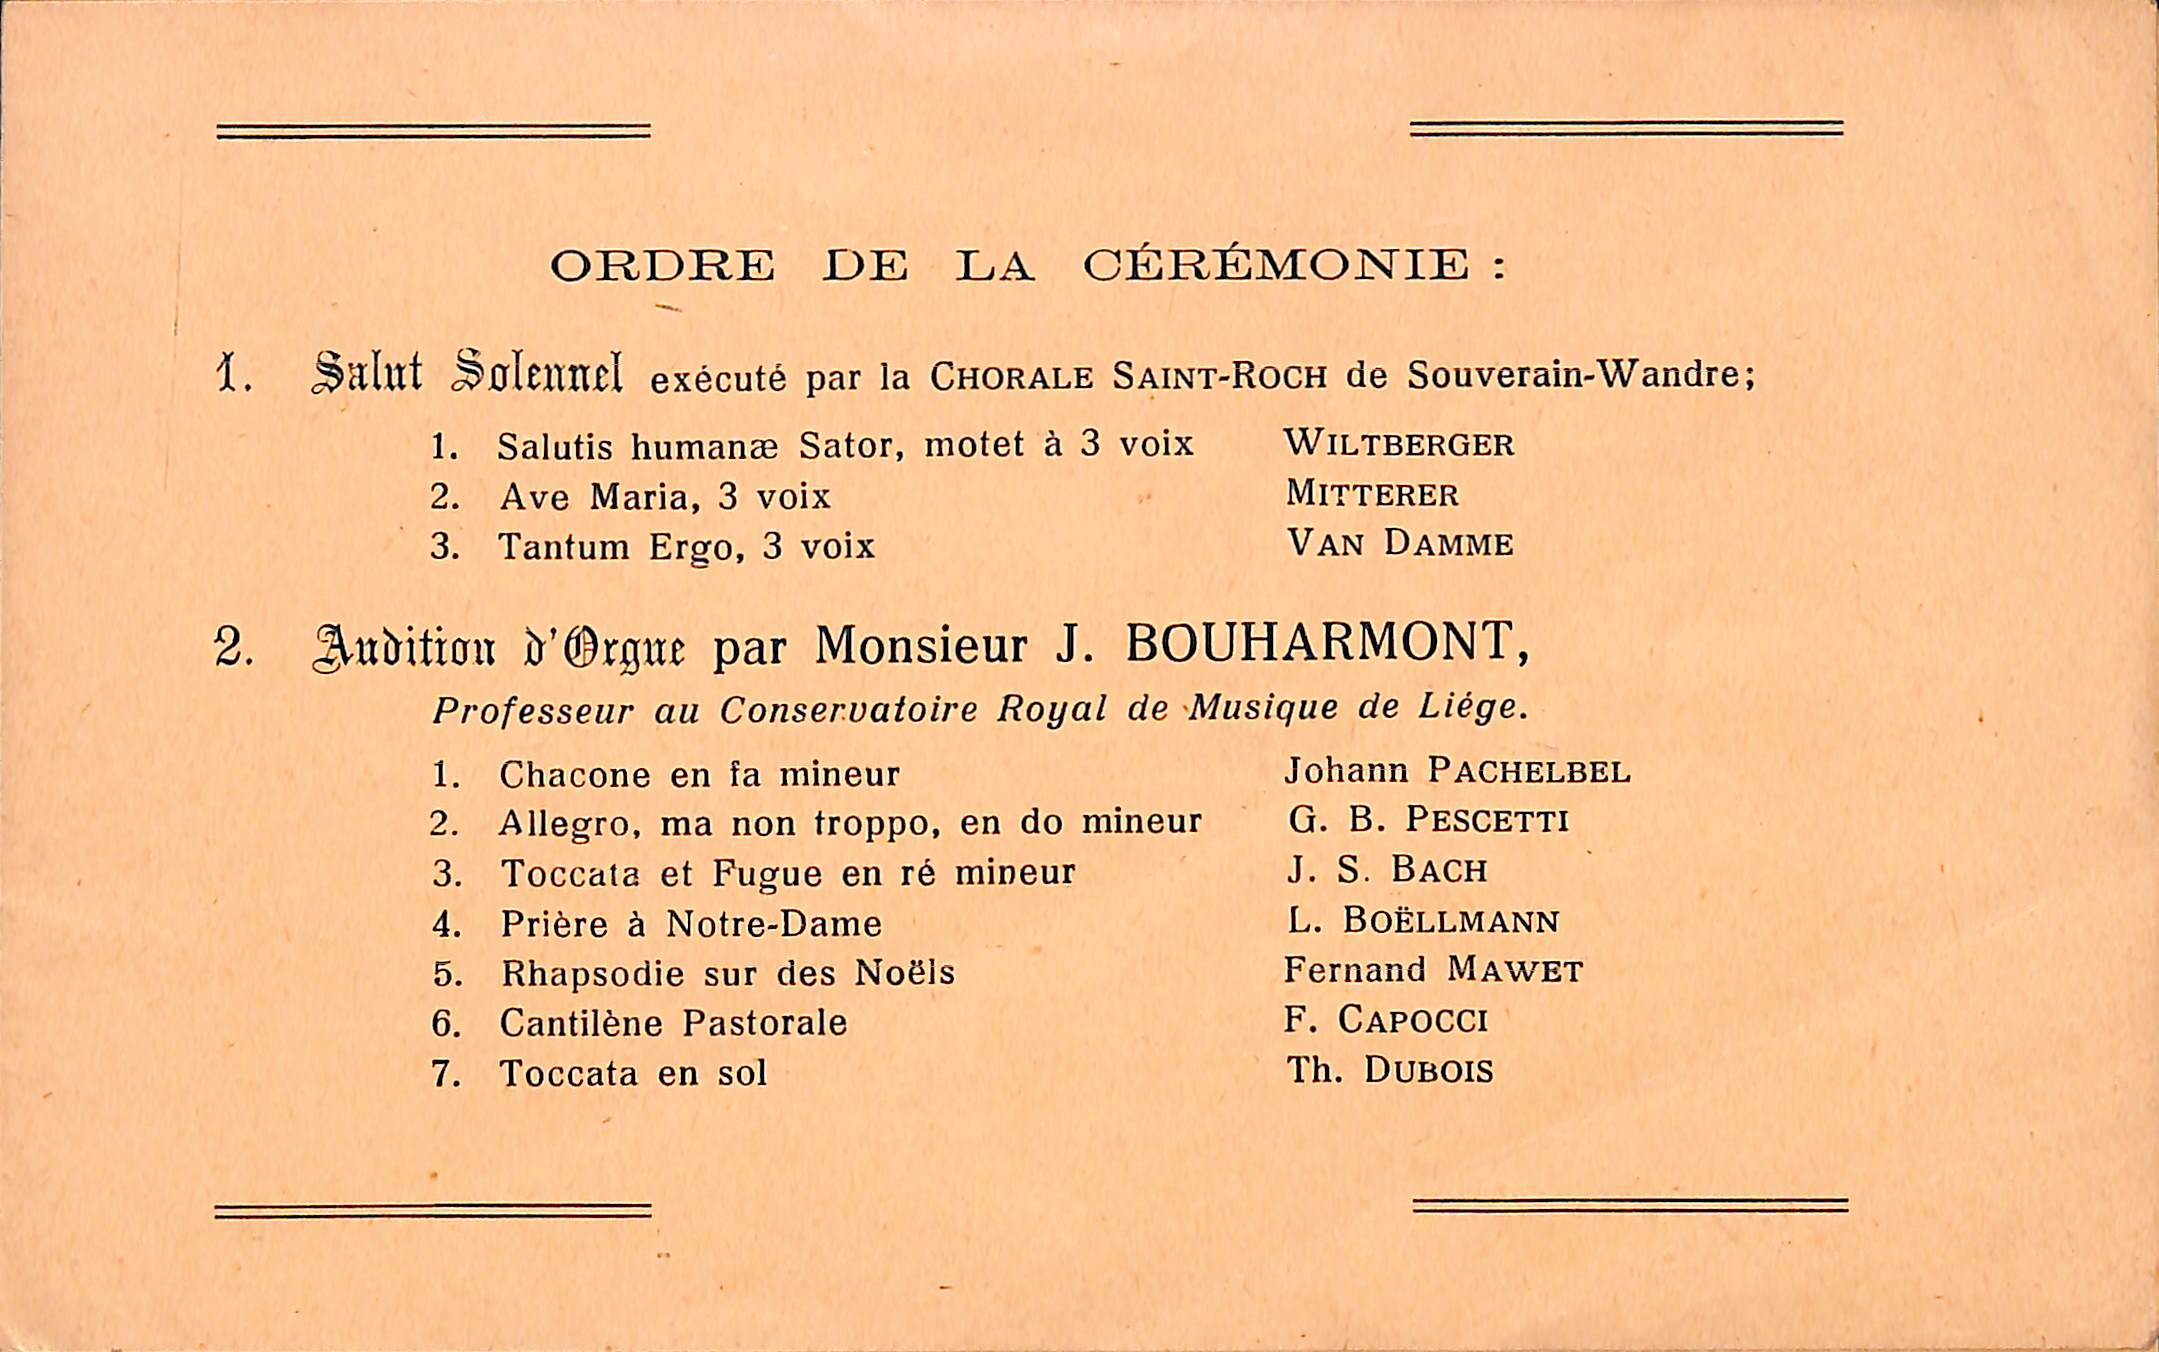 ORDRE DE LA CÉRÉMONIE :
1. Salut Solennel exécuté par la CHORALE SAINT-ROCH de Souverain-Wandre;
1. Salutis humanæ Sator, motet à 3 voix WILTBERGER
2. Ave Maria, 3 voix MITTERER
3. Tantum Ergo, 3 voix VAN DAMME
2. Audition d'Orgue par Monsieur J. BOUHARMONT,
Professeur au Conservatoire Royal de Musique de Liége.
1. Chacone en fa mineur Johann PACHELBEL
2. Allegro, ma non troppo, en do mineur G. B. PESCETTI
3. Toccata et Fugue en ré mineur J. S. BACH
4. Prière à Notre-Dame L. BOËLLMANN
5. Rhapsodie sur des Noëls Fernand MAWET
6. Cantilène Pastorale F. CAPOCCI
7. Toccata en sol Th. DUBOIS